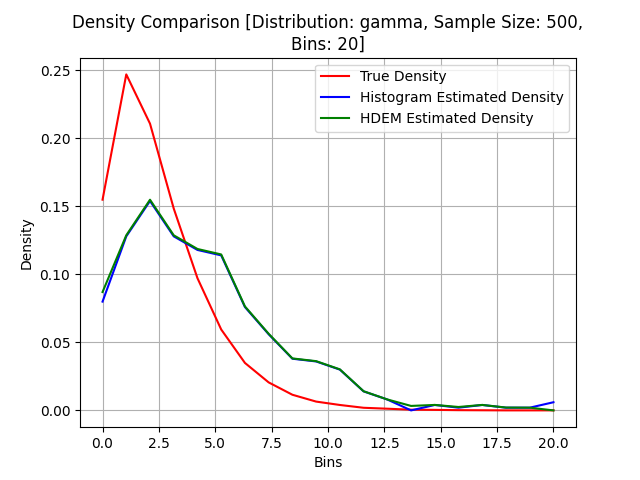 Density Comparison [Distribution: gamma, Sample Size: 500,
Bins: 20]
True Density
Histogram Estimated Density
HDEM Estimated Density
Density
0.25
0.20
0.15
0.10
0.05
0.00
0.0 2.5 5.0 7.5 10.0 12.5 15.0 17.5 20.0
Bins